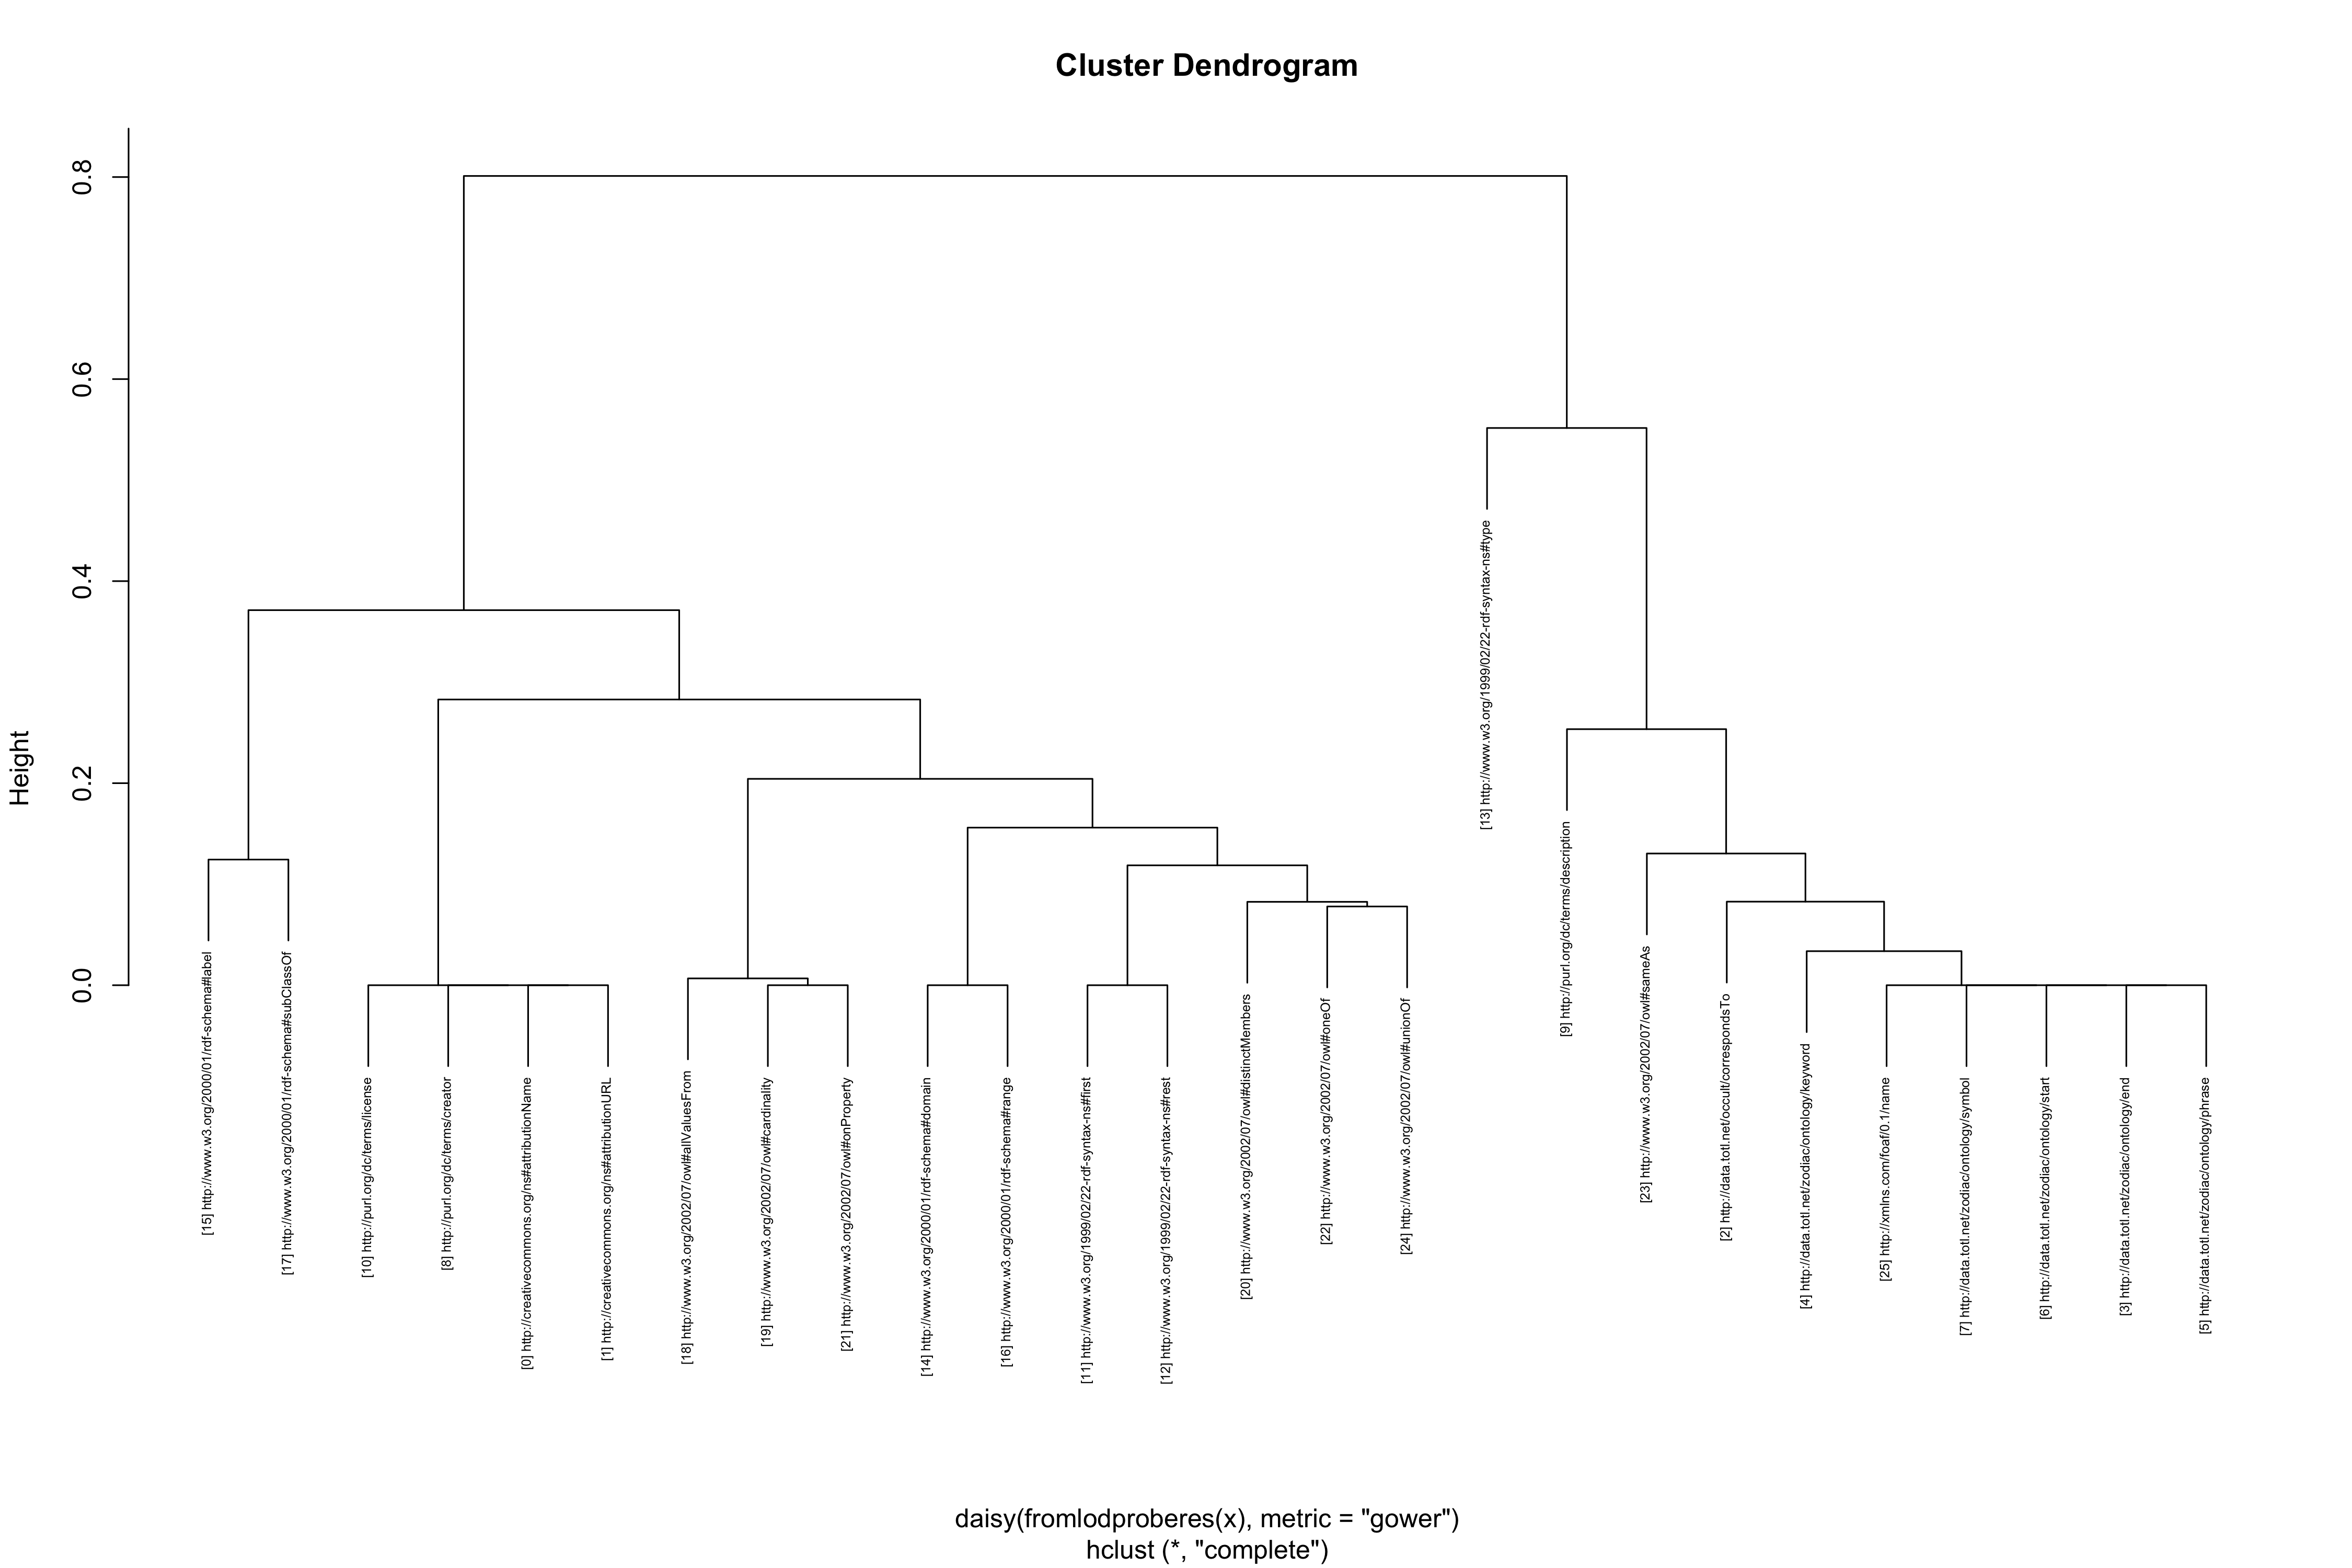 Cluster Dendrogram
Height
0.0
0.2
0.4
0.6
0.8
[15] http://www.w3.org/2000/01/rdf-schema#label
[17] http://www.w3.org/2000/01/rdf-schema#subClassOf
[10] http://purl.org/dc/terms/license
[8] http://purl.org/dc/terms/creator
[0] http://creativecommons.org/ns#attributionName
[1] http://creativecommons.org/ns#attributionURL
[18] http://www.w3.org/2002/07/owl#allValuesFrom
[19] http://www.w3.org/2002/07/owl#cardinality
[21] http://www.w3.org/2002/07/owl#onProperty
[14] http://www.w3.org/2000/01/rdf-schema#domain
[16] http://www.w3.org/2000/01/rdf-schema#range
[11] http://www.w3.org/1999/02/22-rdf-syntax-ns#first
[12] http://www.w3.org/1999/02/22-rdf-syntax-ns#rest
[20] http://www.w3.org/2002/07/owl#distinctMembers
[22] http://www.w3.org/2002/07/owl#oneOf
[24] http://www.w3.org/2002/07/owl#unionOf
[13] http://www.w3.org/1999/02/22-rdf-syntax-ns#type
[9] http://purl.org/dc/terms/description
[23] http://www.w3.org/2002/07/owl#sameAs
[2] http://data.totl.net/occult/correspondsTo
[4] http://data.totl.net/zodiac/ontology/keyword
[25] http://xmlns.com/foaf/0.1/name
[7] http://data.totl.net/zodiac/ontology/symbol
[6] http://data.totl.net/zodiac/ontology/start
[3] http://data.totl.net/zodiac/ontology/end
[5] http://data.totl.net/zodiac/ontology/phrase
daisy(fromlodproberes(x), metric = "gower")
hclust (*, "complete")